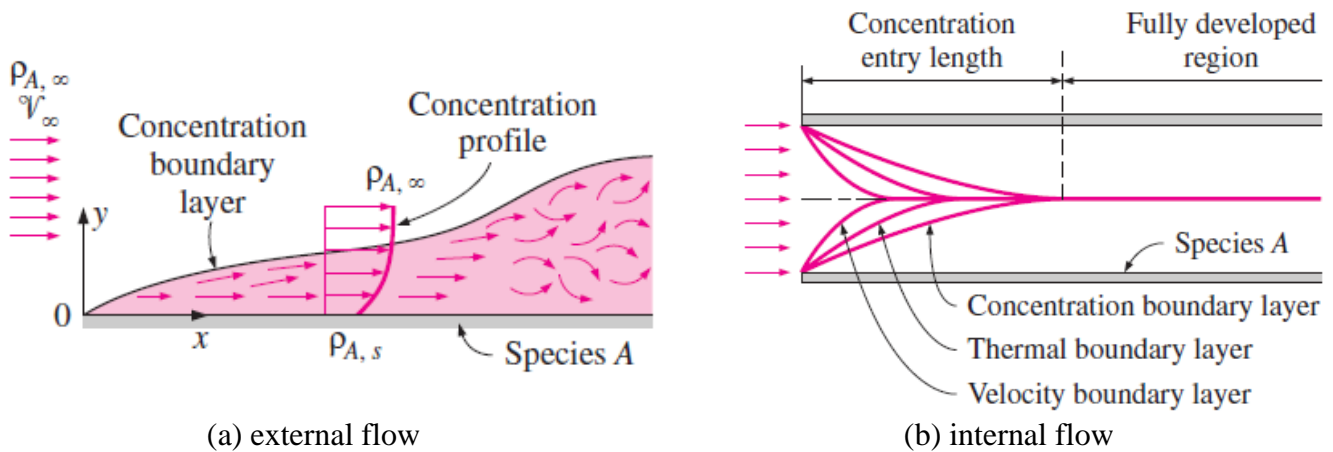 ρA, ∞
𝒱∞
Concentration
boundary
layer
Concentration
profile
ρA, ∞
y
0
x
ρA, s
Species A
(a) external flow
Concentration
entry length
Fully developed
region
Species A
Concentration boundary layer
Thermal boundary layer
Velocity boundary layer
(b) internal flow